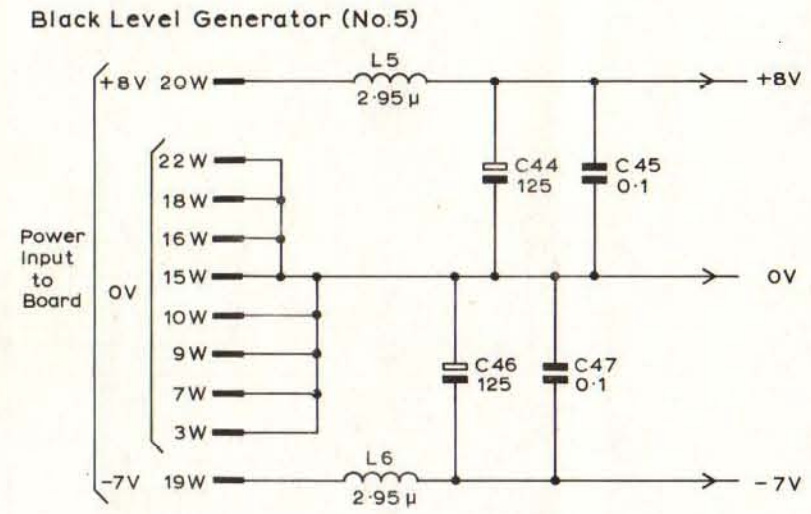 Black Level Generator (No.5)
L5
+8V 20W
2·95 µ
+8V
22W
C44
125
C45
0·1
18W
16W
Power
Input
to
Board
0V
15W
0V
10W
9W
C46
125
C47
0·1
7W
3W
L6
-7V 19W
2·95 µ
-7V